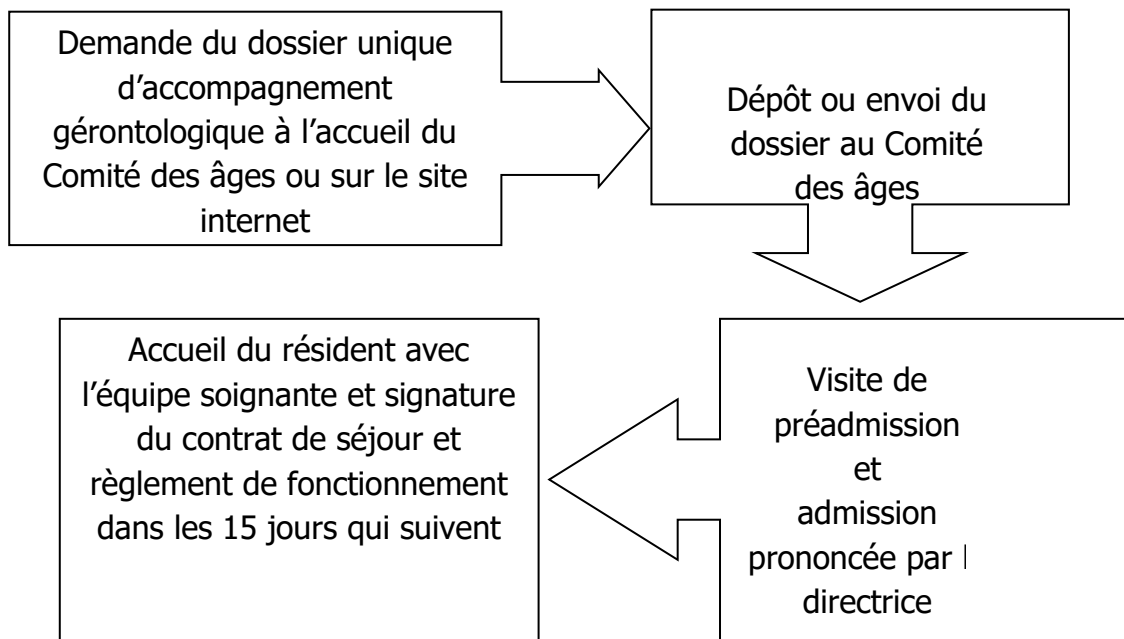 Demande du dossier unique
d’accompagnement
gérontologique à l’accueil du
Comité des âges ou sur le site
internet
Dépôt ou envoi du
dossier au Comité
des âges
Visite de
préadmission
et
admission
prononcée par l
directrice
Accueil du résident avec
l’équipe soignante et signature
du contrat de séjour et
règlement de fonctionnement
dans les 15 jours qui suivent